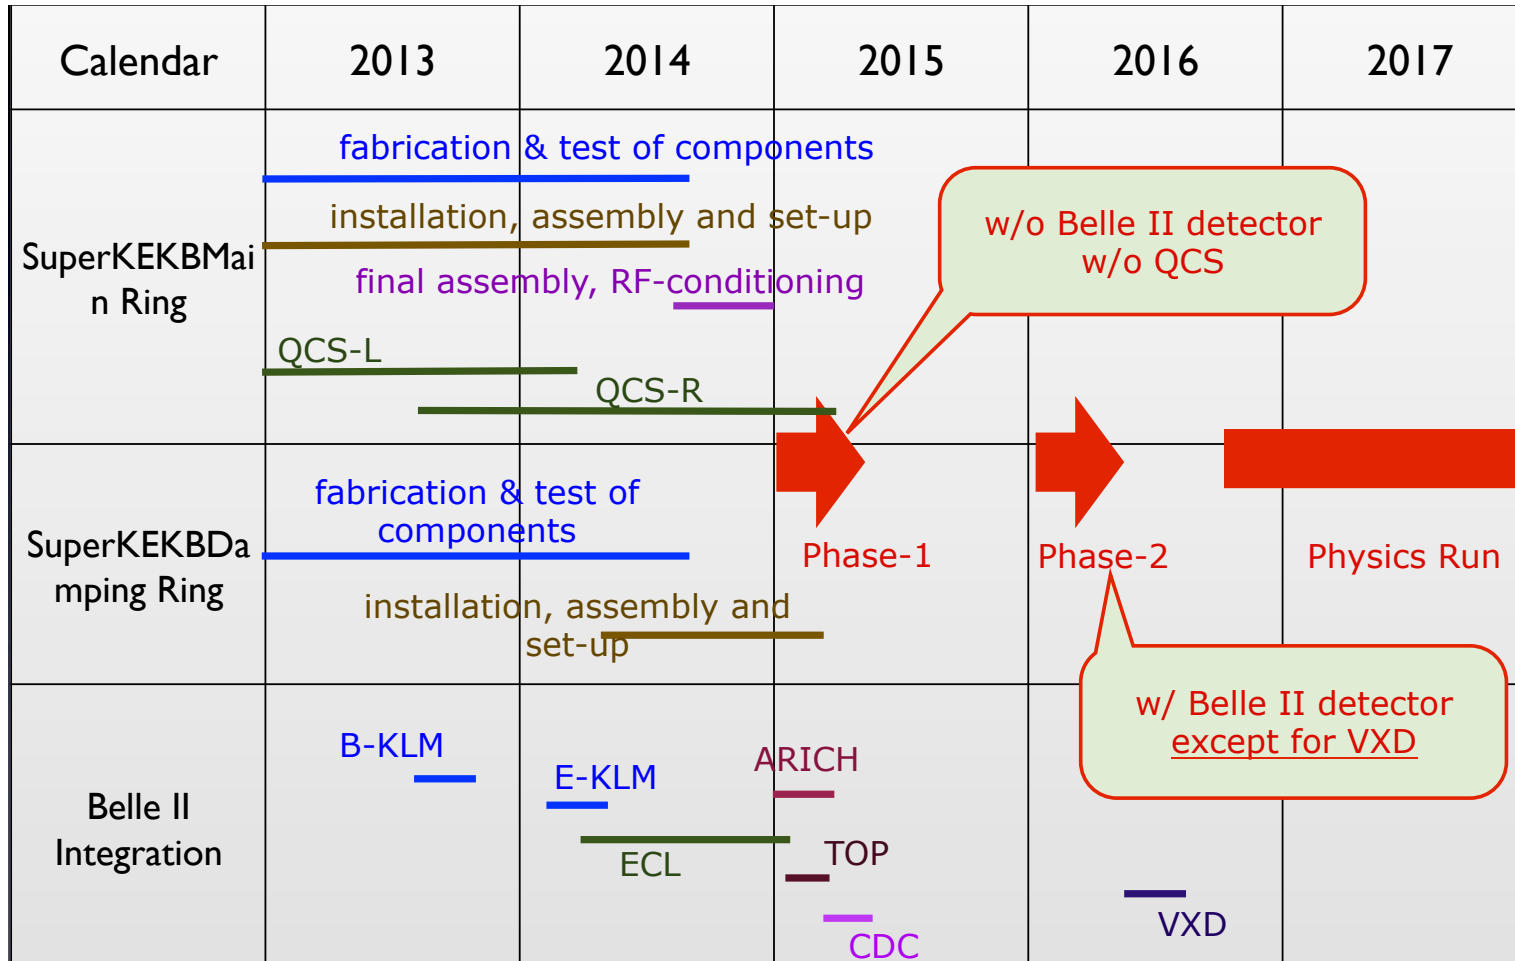 Calendar 2013 2014 2015 2016 2017
SuperKEKBMai
n Ring
fabrication & test of components
installation, assembly and set-up
final assembly, RF-conditioning
QCS-L
QCS-R
w/o Belle II detector
w/o QCS
SuperKEKBDa
mping Ring
fabrication & test of
components
installation, assembly and
set-up
Phase-1
Phase-2
Physics Run
w/ Belle II detector
except for VXD
Belle II
Integration
B-KLM
E-KLM
ARICH
ECL
TOP
CDC
VXD